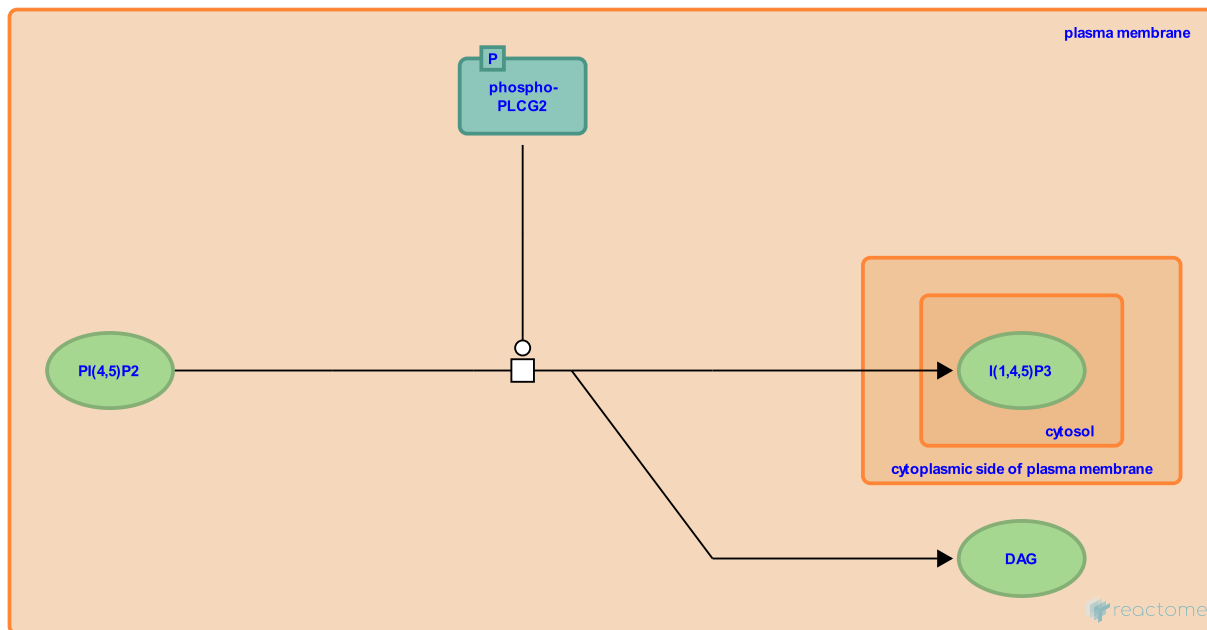 plasma membrane
P
phospho-
PLCG2
PI(4,5)P2
I(1,4,5)P3
cytosol
cytoplasmic side of plasma membrane
DAG
reactome